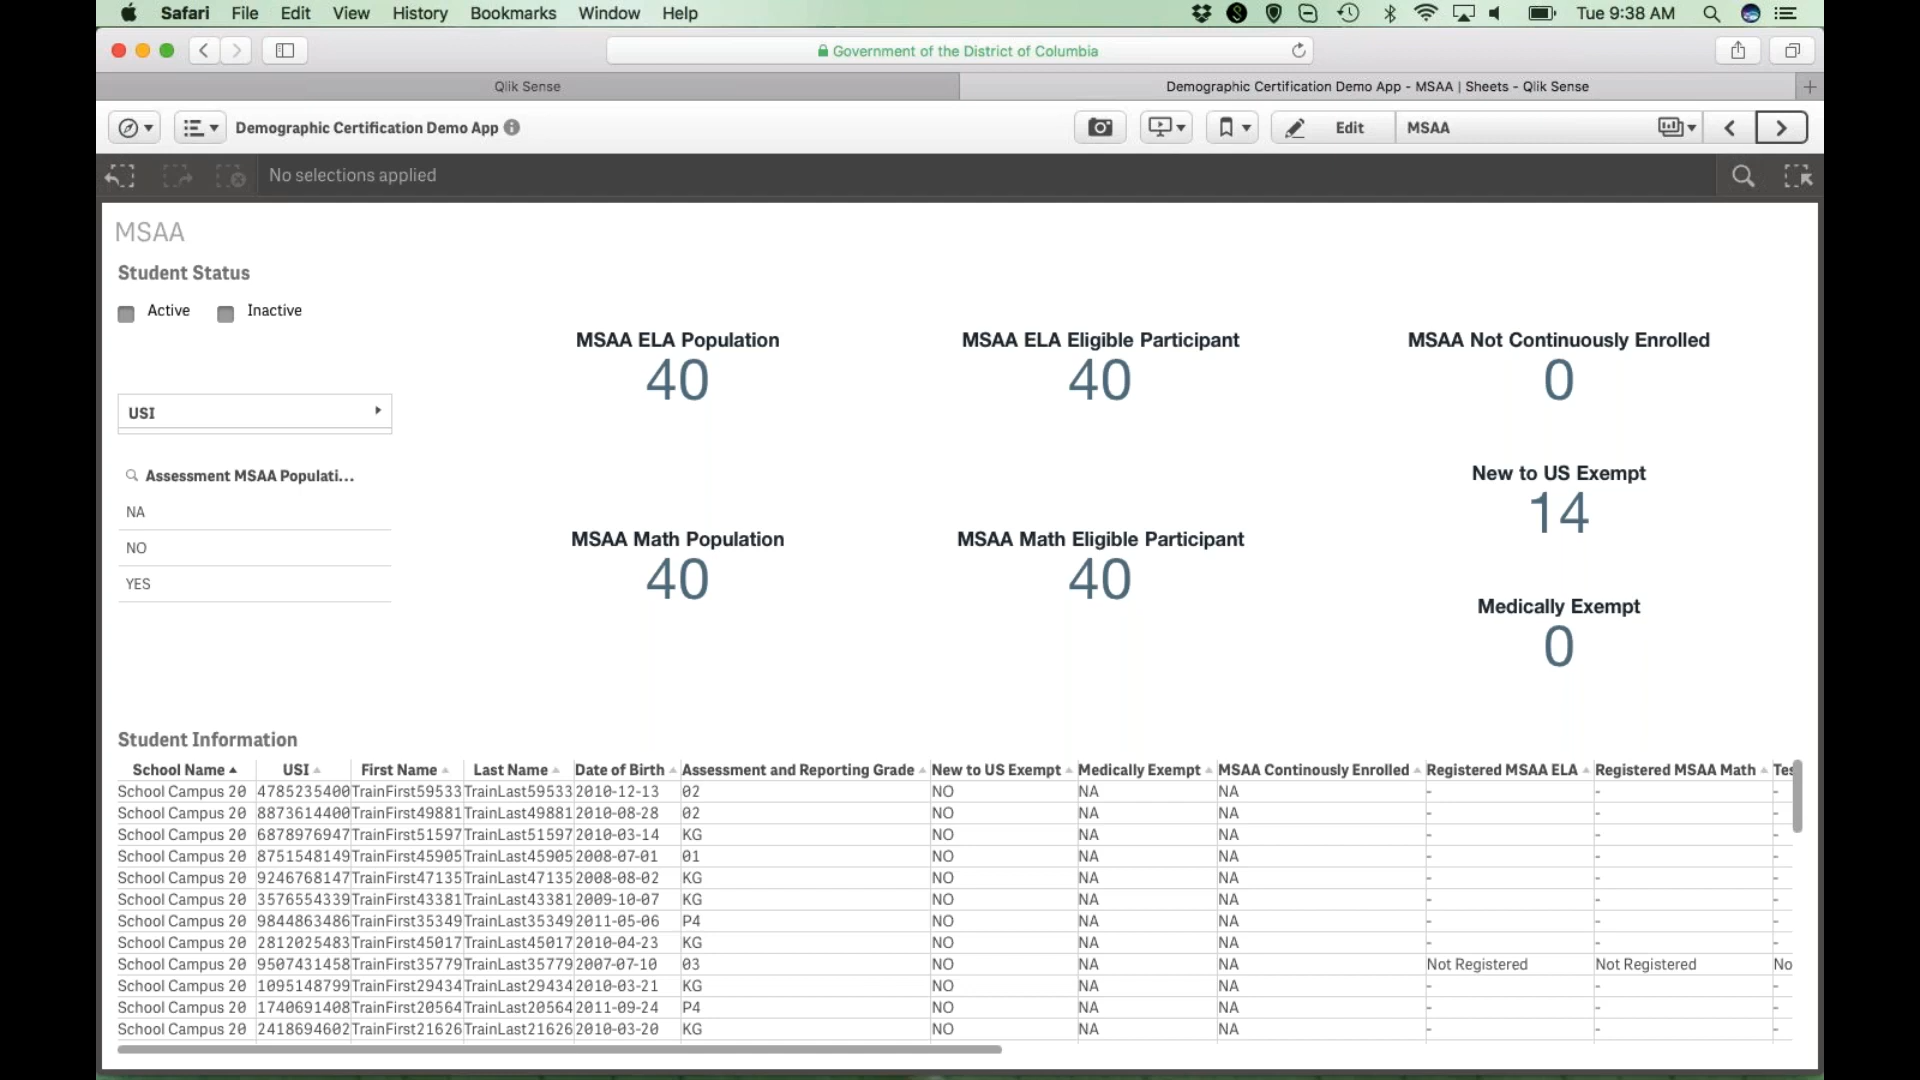 Safari File Edit View History Bookmarks Window Help Tue 9:38 AM
Government of the District of Columbia
Qlik Sense Demographic Certification Demo App - MSAA | Sheets - Qlik Sense
Demographic Certification Demo App Edit MSAA
No selections applied
MSAA
Student Status
Active Inactive
MSAA ELA Population
40
MSAA ELA Eligible Participant
40
MSAA Not Continuously Enrolled
0
USI
Assessment MSAA Populati...
NA
NO
YES
New to US Exempt
14
MSAA Math Population
40
MSAA Math Eligible Participant
40
Medically Exempt
0
Student Information
School Name USI First Name Last Name Date of Birth Assessment and Reporting Grade New to US Exempt Medically Exempt MSAA Continously Enrolled Registered MSAA ELA Registered MSAA Math Tes
School Campus 20 4785235400 TrainFirst59533 TrainLast59533 2010-12-13 02 NO NA NA - - -
School Campus 20 8873614400 TrainFirst49881 TrainLast49881 2010-08-28 02 NO NA NA - - -
School Campus 20 6878976947 TrainFirst51597 TrainLast51597 2010-03-14 KG NO NA NA - - -
School Campus 20 8751548149 TrainFirst45905 TrainLast45905 2008-07-01 01 NO NA NA - - -
School Campus 20 9246768147 TrainFirst47135 TrainLast47135 2008-08-02 KG NO NA NA - - -
School Campus 20 3576554339 TrainFirst43381 TrainLast43381 2009-10-07 KG NO NA NA - - -
School Campus 20 9844863486 TrainFirst35349 TrainLast35349 2011-05-06 P4 NO NA NA - - -
School Campus 20 2812025483 TrainFirst45017 TrainLast45017 2010-04-23 KG NO NA NA - - -
School Campus 20 9507431458 TrainFirst35779 TrainLast35779 2007-07-10 03 NO NA NA Not Registered Not Registered No
School Campus 20 1095148799 TrainFirst29434 TrainLast29434 2010-03-21 KG NO NA NA - - -
School Campus 20 1740691408 TrainFirst20564 TrainLast20564 2011-09-24 P4 NO NA NA - - -
School Campus 20 2418694602 TrainFirst21626 TrainLast21626 2010-03-20 KG NO NA NA - - -